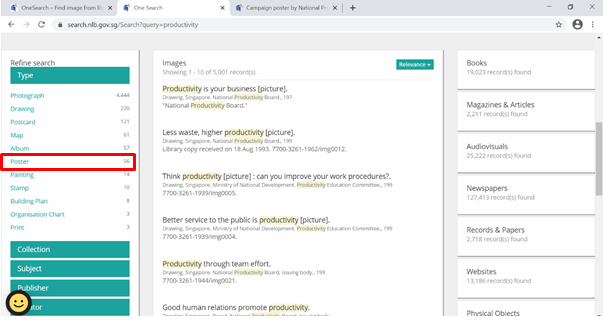 OneSearch – Find image from lib
One Search
Campaign poster by National Pr
search.nlb.gov.sg/Search?query=productivity
Refine search
Type
Photograph 4,444
Drawing 220
Postcard 121
Map 61
Album 57
Poster 56
Painting 14
Stamp 10
Building Plan 8
Organisation Chart 3
Print 3
Collection
Subject
Publisher
ator
Images
Showing 1 - 10 of 5,001 record(s)
Relevance
Productivity is your business [picture].
Drawing, Singapore. National Productivity Board., 197
"National Productivity Board."
Less waste, higher productivity [picture].
Drawing, Singapore. National Productivity Board., 199
Library copy received on 18 Aug 1993. 7700-3261-1962/img0012.
Think productivity [picture] : can you improve your work procedures?.
Drawing, Singapore, Ministry of National Development. Productivity Education Committee., 199
7700-3261-1939/img0005.
Better service to the public is productivity [picture].
Drawing, Singapore, Ministry of National Development. Productivity Education Committee., 199
7700-3261-1939/img0004.
Productivity through team effort.
Drawing, Singapore, National Productivity Board, issuing body., 199
7700-3261-1944/img0021.
Good human relations promote productivity.
Books
19,023 record(s) found
Magazines & Articles
2,211 record(s) found
Audiovisuals
25,222 record(s) found
Newspapers
127,413 record(s) found
Records & Papers
2,718 record(s) found
Websites
13,186 record(s) found
Physical Objects